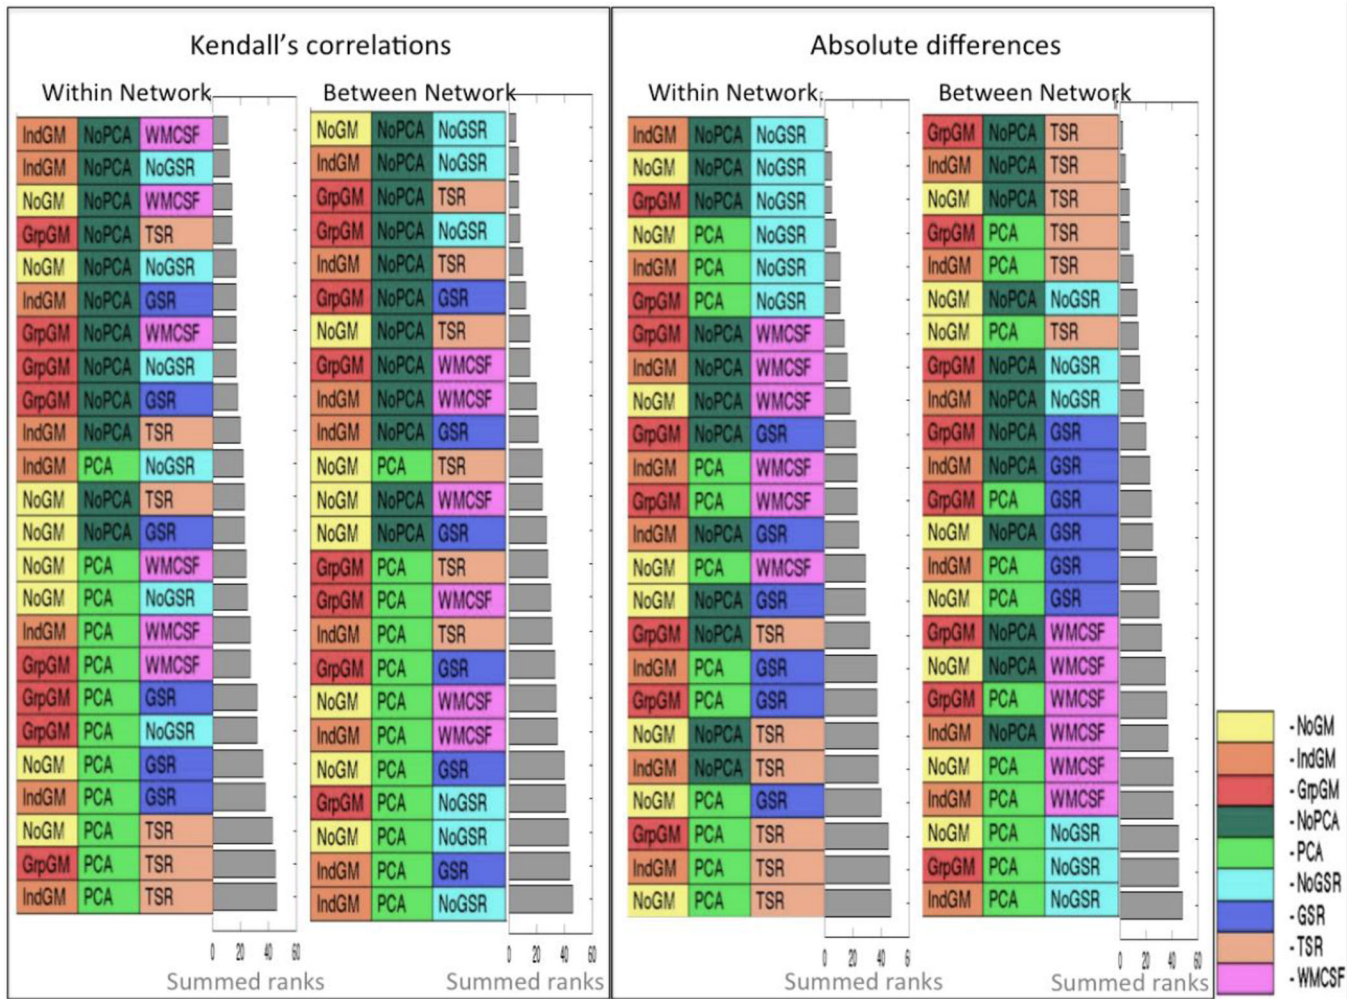 Kendall's correlations
Within Network
IndGM NoPCA WMCSF
IndGM NoPCA NoGSR
NoGM NoPCA WMCSF
GrpGM NoPCA TSR
NoGM NoPCA NoGSR
IndGM NoPCA GSR
GrpGM NoPCA WMCSF
GrpGM NoPCA NoGSR
GrpGM NoPCA GSR
IndGM NoPCA TSR
IndGM PCA NoGSR
NoGM NoPCA TSR
NoGM NoPCA GSR
NoGM PCA WMCSF
NoGM PCA NoGSR
IndGM PCA WMCSF
GrpGM PCA WMCSF
GrpGM PCA GSR
GrpGM PCA NoGSR
NoGM PCA GSR
IndGM PCA GSR
NoGM PCA TSR
GrpGM PCA TSR
IndGM PCA TSR
0 20 40 60
Summed ranks
Between Network
NoGM NoPCA NoGSR
IndGM NoPCA NoGSR
GrpGM NoPCA TSR
GrpGM NoPCA NoGSR
IndGM NoPCA TSR
GrpGM NoPCA GSR
NoGM NoPCA TSR
GrpGM NoPCA WMCSF
IndGM NoPCA WMCSF
IndGM NoPCA GSR
NoGM PCA TSR
NoGM NoPCA WMCSF
NoGM NoPCA GSR
GrpGM PCA TSR
GrpGM PCA WMCSF
IndGM PCA TSR
GrpGM PCA GSR
NoGM PCA WMCSF
IndGM PCA WMCSF
NoGM PCA GSR
GrpGM PCA NoGSR
NoGM PCA NoGSR
IndGM PCA GSR
IndGM PCA NoGSR
0 20 40 60
Summed ranks
Absolute differences
Within Network
IndGM NoPCA NoGSR
NoGM NoPCA NoGSR
GrpGM NoPCA NoGSR
NoGM PCA NoGSR
IndGM PCA NoGSR
GrpGM PCA NoGSR
GrpGM NoPCA WMCSF
IndGM NoPCA WMCSF
NoGM NoPCA WMCSF
GrpGM NoPCA GSR
IndGM PCA WMCSF
GrpGM PCA WMCSF
IndGM NoPCA GSR
NoGM PCA WMCSF
NoGM NoPCA GSR
GrpGM NoPCA TSR
IndGM PCA GSR
GrpGM PCA GSR
NoGM NoPCA TSR
IndGM NoPCA TSR
NoGM PCA GSR
GrpGM PCA TSR
IndGM PCA TSR
NoGM PCA TSR
0 20 40 6
Summed ranks
Between Network
GrpGM NoPCA TSR
IndGM NoPCA TSR
NoGM NoPCA TSR
GrpGM PCA TSR
IndGM PCA TSR
NoGM NoPCA NoGSR
NoGM PCA TSR
GrpGM NoPCA NoGSR
IndGM NoPCA NoGSR
GrpGM NoPCA GSR
IndGM NoPCA GSR
GrpGM PCA GSR
NoGM NoPCA GSR
IndGM PCA GSR
NoGM PCA GSR
GrpGM NoPCA WMCSF
NoGM NoPCA WMCSF
GrpGM PCA WMCSF
IndGM NoPCA WMCSF
NoGM PCA WMCSF
IndGM PCA WMCSF
NoGM PCA NoGSR
GrpGM PCA NoGSR
IndGM PCA NoGSR
0 20 40 60
Summed ranks
- NoGM
- IndGM
- GrpGM
- NoPCA
- PCA
- NoGSR
- GSR
- TSR
- WMCSF